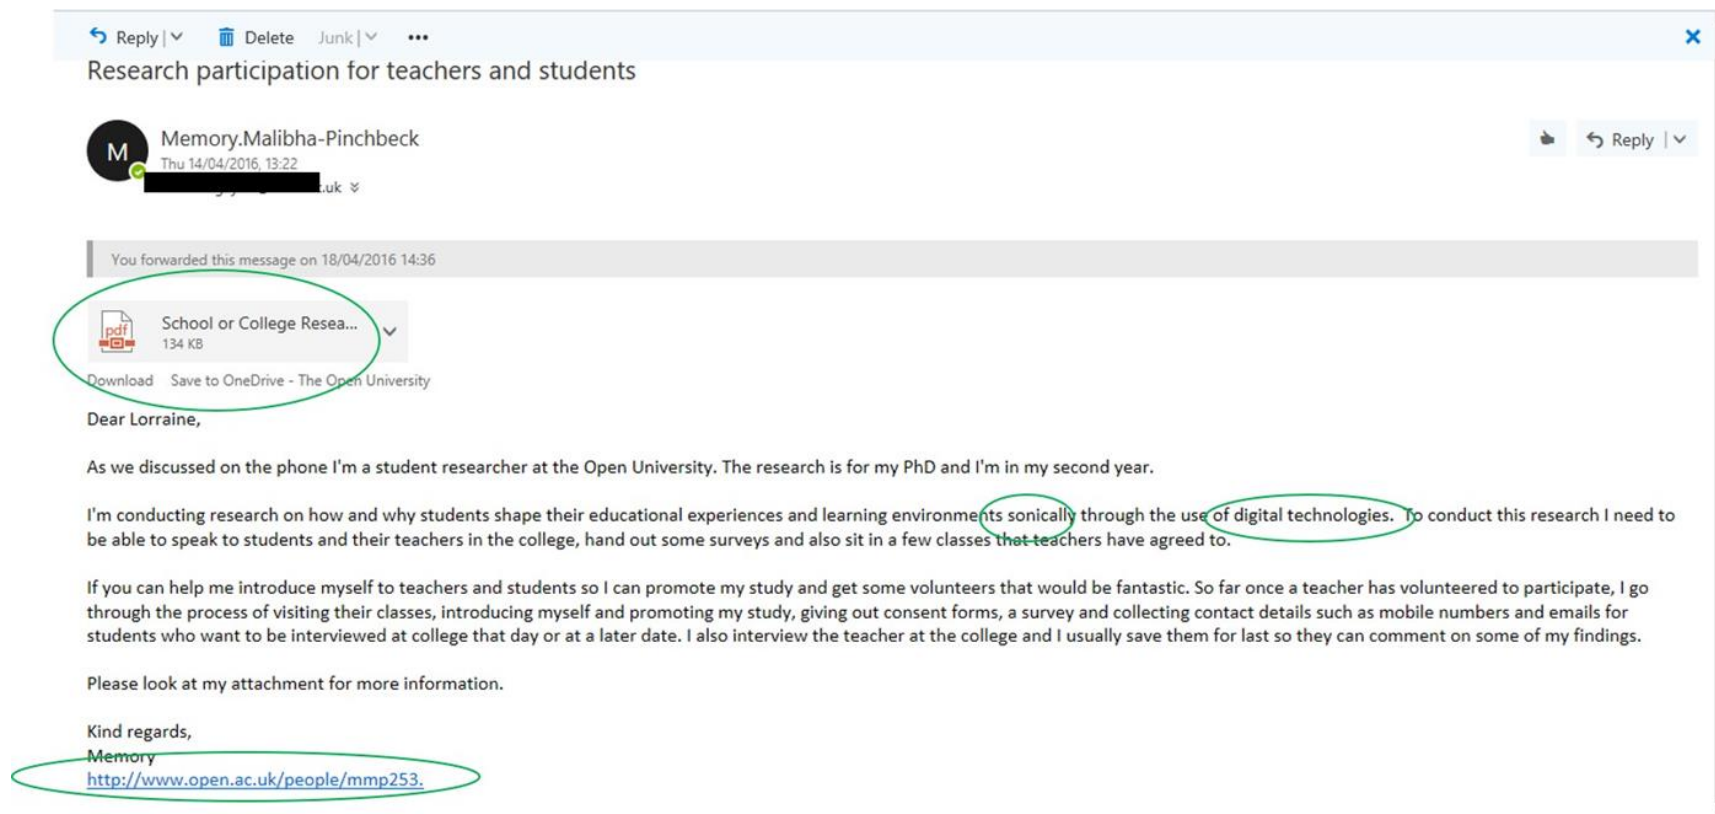 Reply | Delete Junk | •••
Research participation for teachers and students
M
Memory.Malibha-Pinchbeck
Thu 14/04/2016, 13:22
Reply |
.uk
You forwarded this message on 18/04/2016 14:36
pdf
School or College Resea...
134 KB
Download Save to OneDrive - The Open University
Dear Lorraine,
As we discussed on the phone I'm a student researcher at the Open University. The research is for my PhD and I'm in my second year.
I'm conducting research on how and why students shape their educational experiences and learning environments sonically through the use of digital technologies. To conduct this research I need to
be able to speak to students and their teachers in the college, hand out some surveys and also sit in a few classes that teachers have agreed to.
If you can help me introduce myself to teachers and students so I can promote my study and get some volunteers that would be fantastic. So far once a teacher has volunteered to participate, I go
through the process of visiting their classes, introducing myself and promoting my study, giving out consent forms, a survey and collecting contact details such as mobile numbers and emails for
students who want to be interviewed at college that day or at a later date. I also interview the teacher at the college and I usually save them for last so they can comment on some of my findings.
Please look at my attachment for more information.
Kind regards,
Memory
http://www.open.ac.uk/people/mmp253.